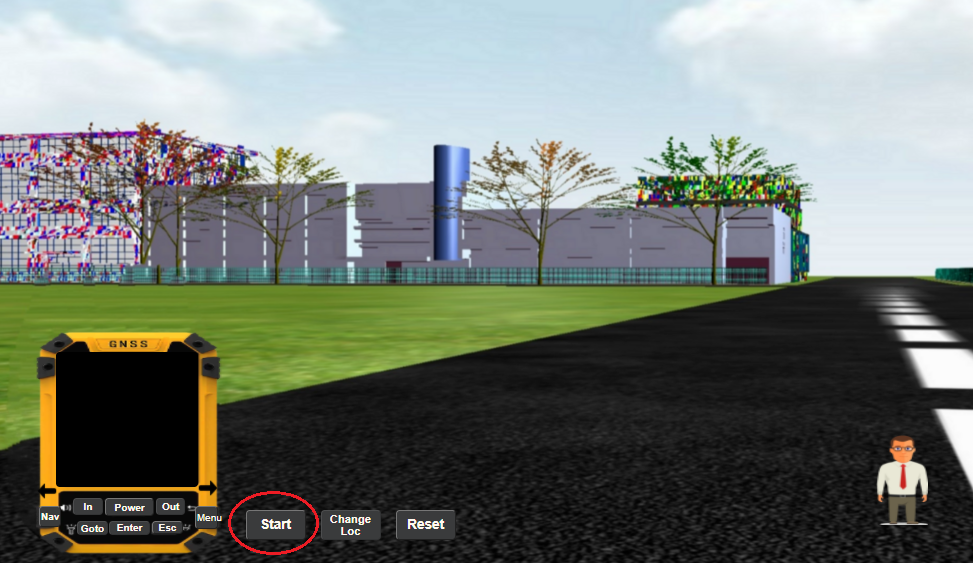 GNSS
In Power Out
Nav Goto Enter Esc Menu
Start
Change
Loc
Reset